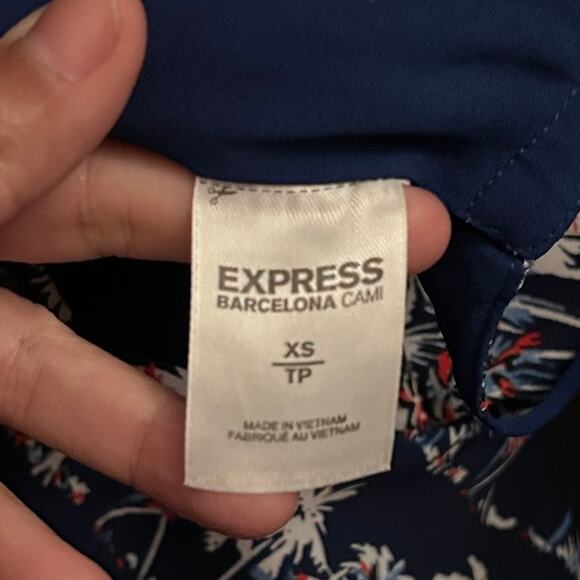 EXPRESS
BARCELONA CAMI
XS
TP
MADE IN VIETNAM
FABRIQUÉ AU VIETNAM